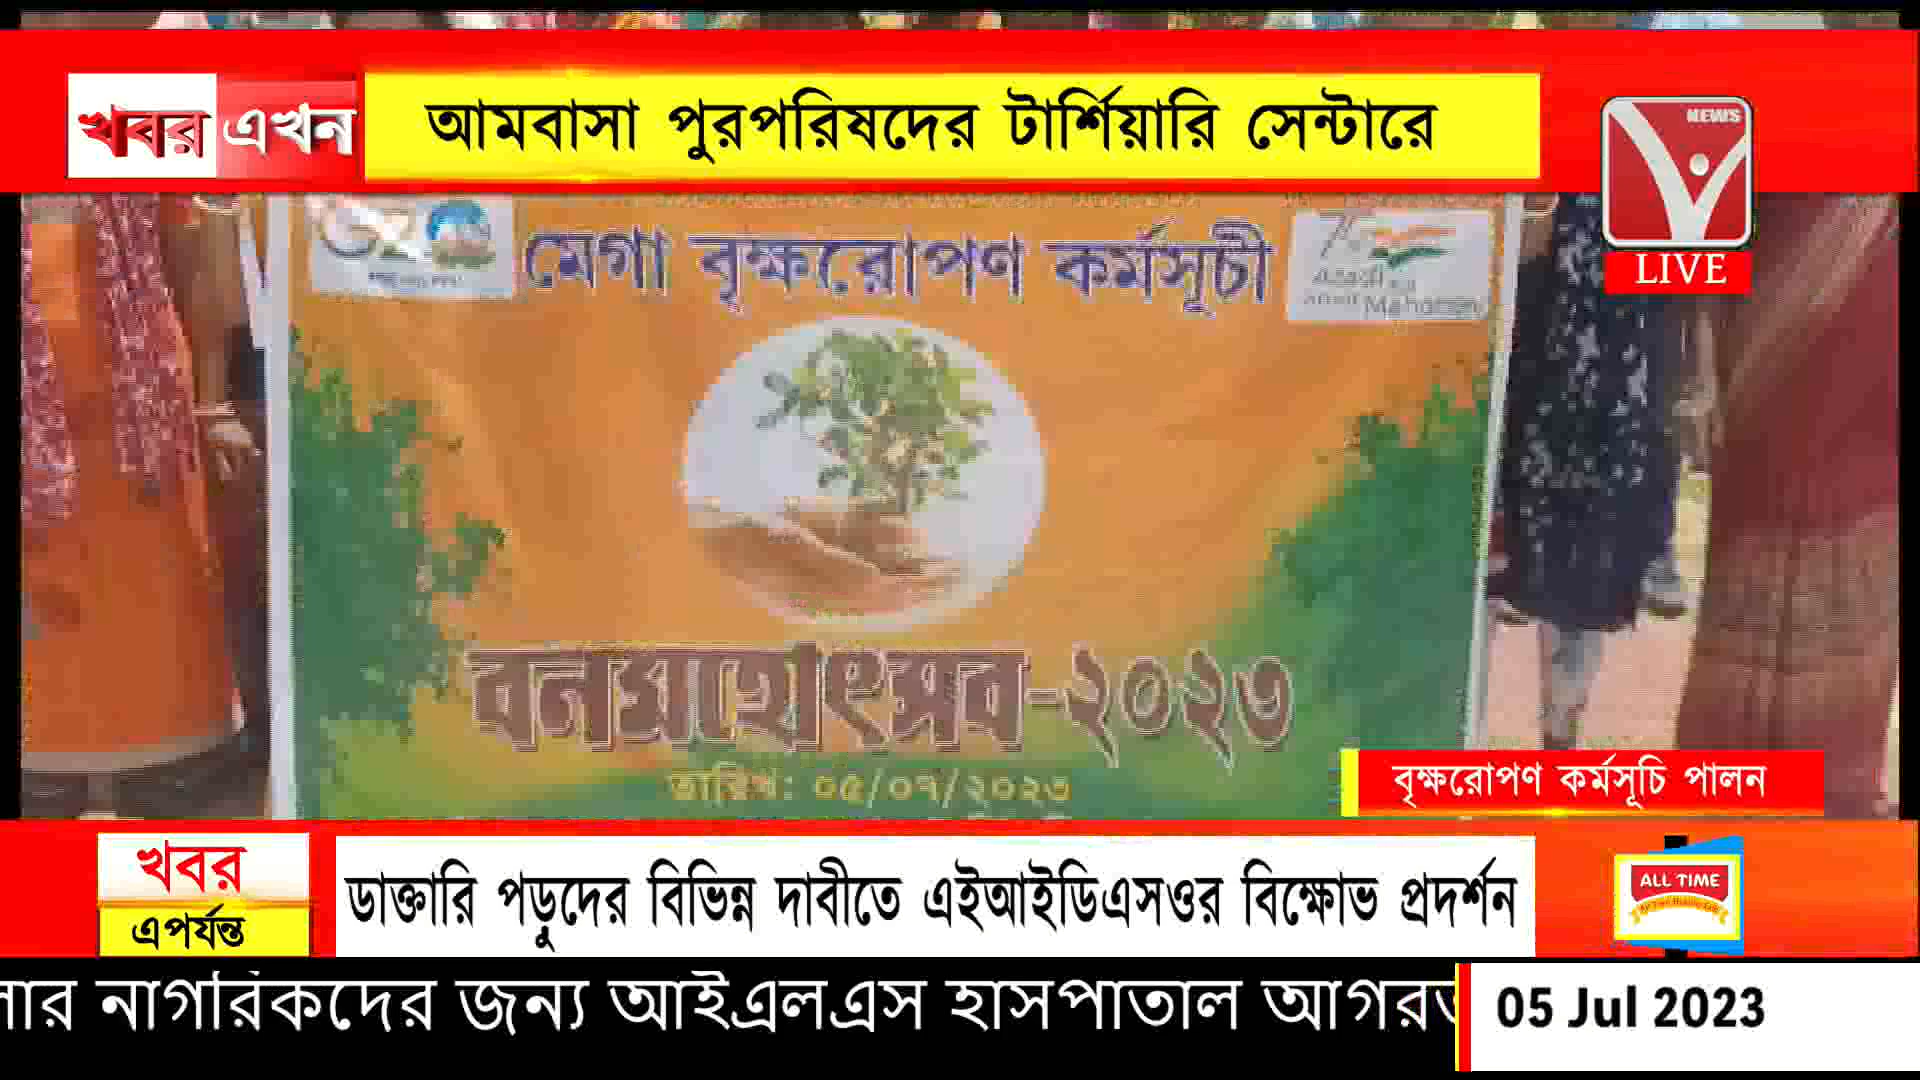 খবর এখন
আমবাসা পুরপরিষদের টার্শিয়ারি সেন্টারে
NEWS
LIVE
মেগা বৃক্ষরোপণ কর্মসূচী
75
Azadi Ka
Amrit Mahotsav
বনমহোৎসব-২০২৩
তারিখ: ০৫/০৭/২০২৩
বৃক্ষরোপণ কর্মসূচি পালন
খবর
এপর্যন্ত
ডাক্তারি পড়ুদের বিভিন্ন দাবীতে এইআইডিএসওর বিক্ষোভ প্রদর্শন
ALL TIME
লার নাগরিকদের জন্য আইএলএস হাসপাতাল আগরত
05 Jul 2023